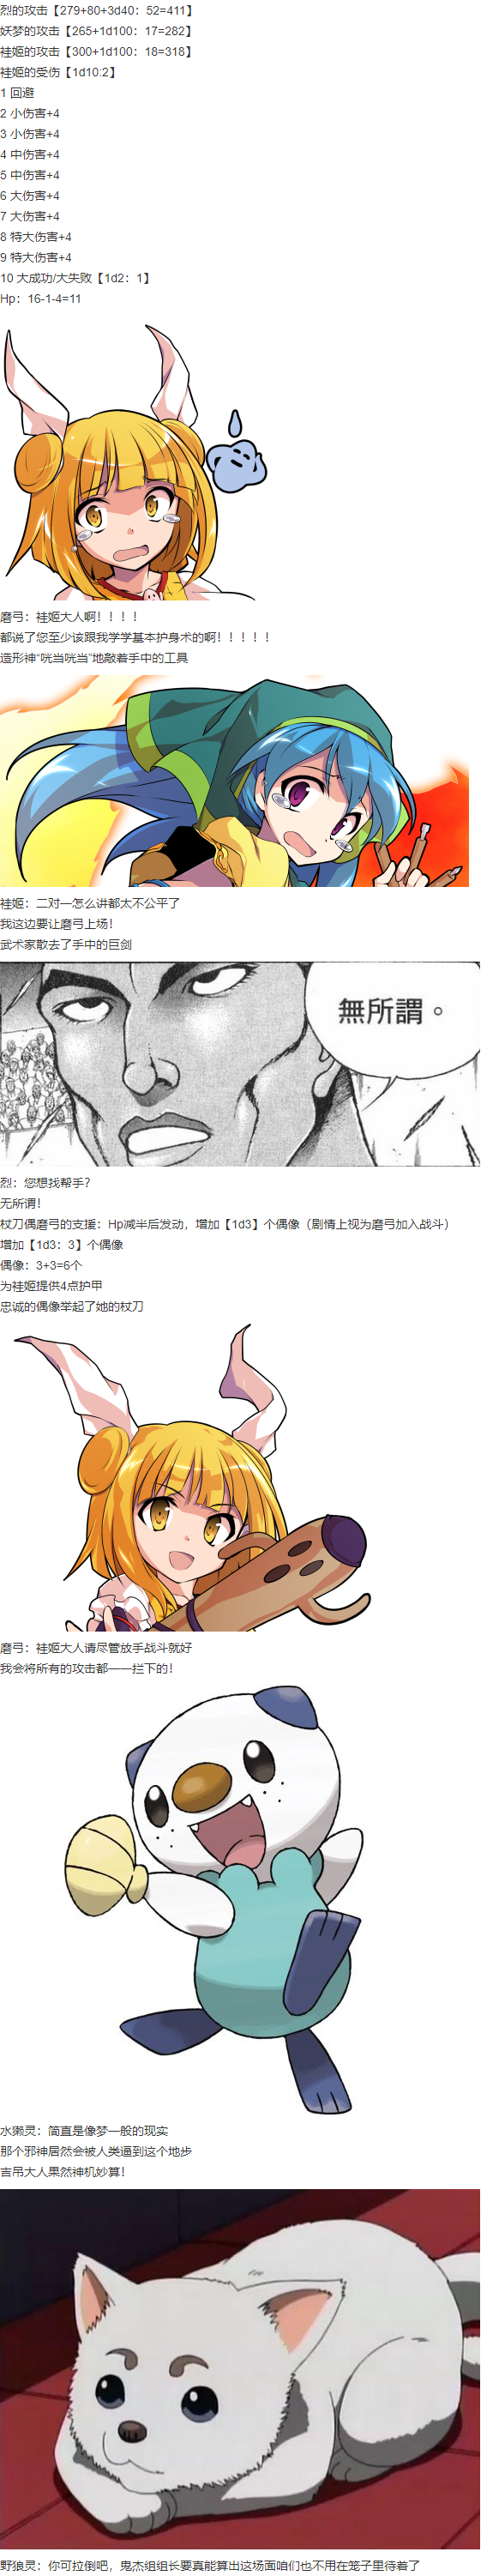 烈的攻击【279+80+3d40：52=411】
妖梦的攻击【265+1d100：17=282】
袿姬的攻击【300+1d100：18=318】
袿姬的受伤【1d10:2】
1 回避
2 小伤害+4
3 小伤害+4
4 中伤害+4
5 中伤害+4
6 大伤害+4
7 大伤害+4
8 特大伤害+4
9 特大伤害+4
10 大成功/大失败【1d2：1】
Hp：16-1-4=11
磨弓：袿姬大人啊！！！！
都说了您至少该跟我学学基本护身术的啊！！！！！
造形神“咣当咣当”地敲着手中的工具
袿姬：二对一怎么讲都太不公平了
我这边要让磨弓上场！
武术家散去了手中的巨剑
無所謂。
烈：您想找帮手？
无所谓！
杖刀偶磨弓的支援：Hp减半后发动，增加【1d3】个偶像（剧情上视为磨弓加入战斗）
增加【1d3：3】个偶像
偶像：3+3=6个
为袿姬提供4点护甲
忠诚的偶像举起了她的杖刀
磨弓：袿姬大人请尽管放手战斗就好
我会将所有的攻击都一一拦下的！
水獭灵：简直是像梦一般的现实
那个邪神居然会被人类逼到这个地步
吉吊大人果然神机妙算！
野狼灵：你可拉倒吧，鬼杰组组长要真能算出这场面咱们也不用在笼子里待着了